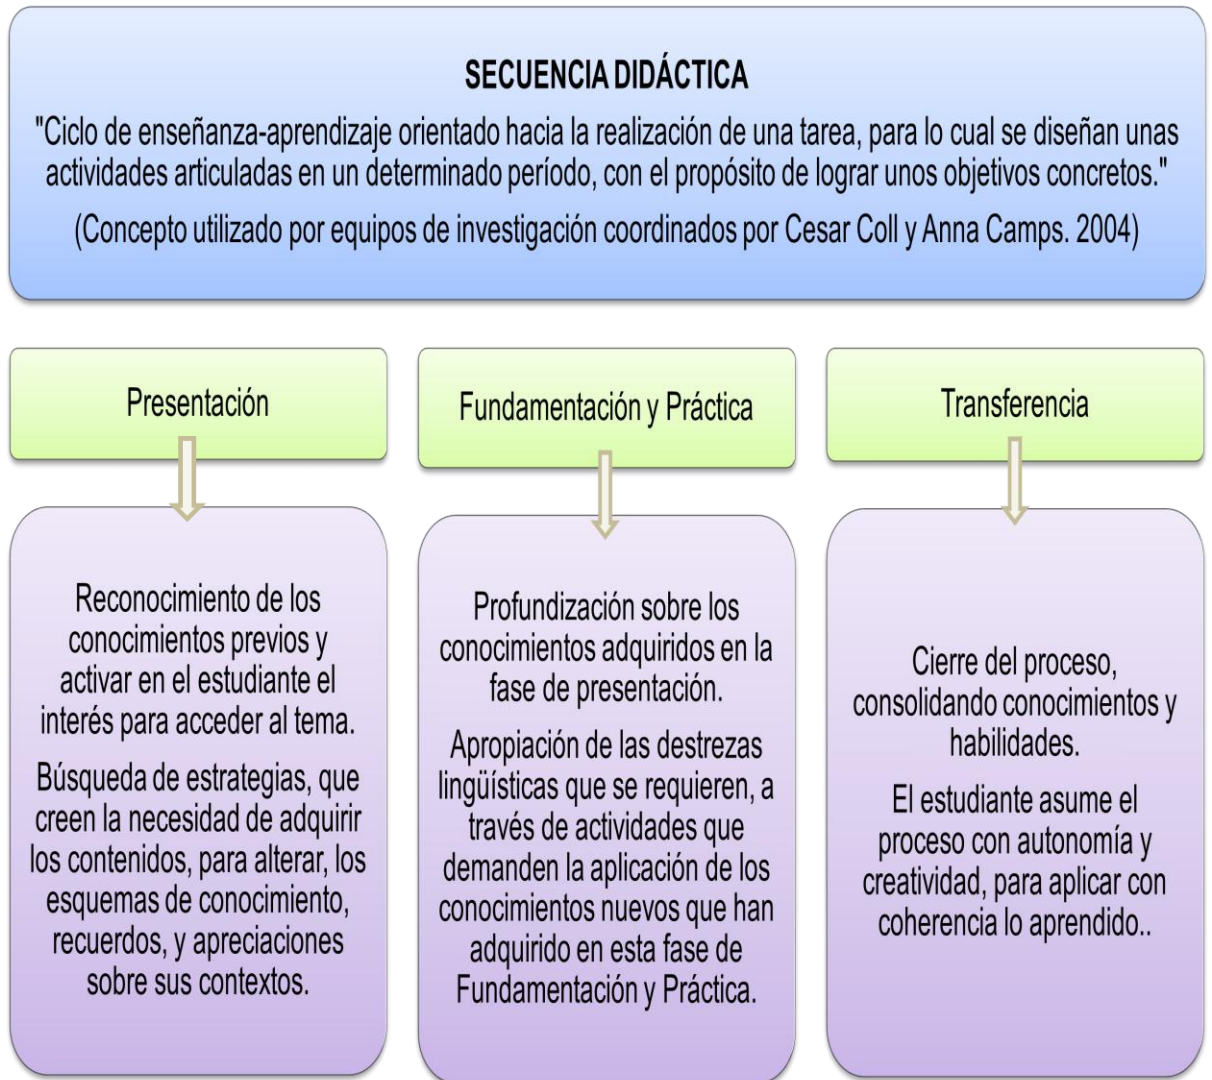 SECUENCIA DIDÁCTICA
"Ciclo de enseñanza-aprendizaje orientado hacia la realización de una tarea, para lo cual se diseñan unas
actividades articuladas en un determinado período, con el propósito de lograr unos objetivos concretos."
(Concepto utilizado por equipos de investigación coordinados por Cesar Coll y Anna Camps. 2004)
Presentación
Reconocimiento de los
conocimientos previos y
activar en el estudiante el
interés para acceder al tema.
Búsqueda de estrategias, que
creen la necesidad de adquirir
los contenidos, para alterar, los
esquemas de conocimiento,
recuerdos, y apreciaciones
sobre sus contextos.
Fundamentación y Práctica
Profundización sobre los
conocimientos adquiridos en la
fase de presentación.
Apropiación de las destrezas
lingüísticas que se requieren, a
través de actividades que
demanden la aplicación de los
conocimientos nuevos que han
adquirido en esta fase de
Fundamentación y Práctica.
Transferencia
Cierre del proceso,
consolidando conocimientos y
habilidades.
El estudiante asume el
proceso con autonomía y
creatividad, para aplicar con
coherencia lo aprendido..